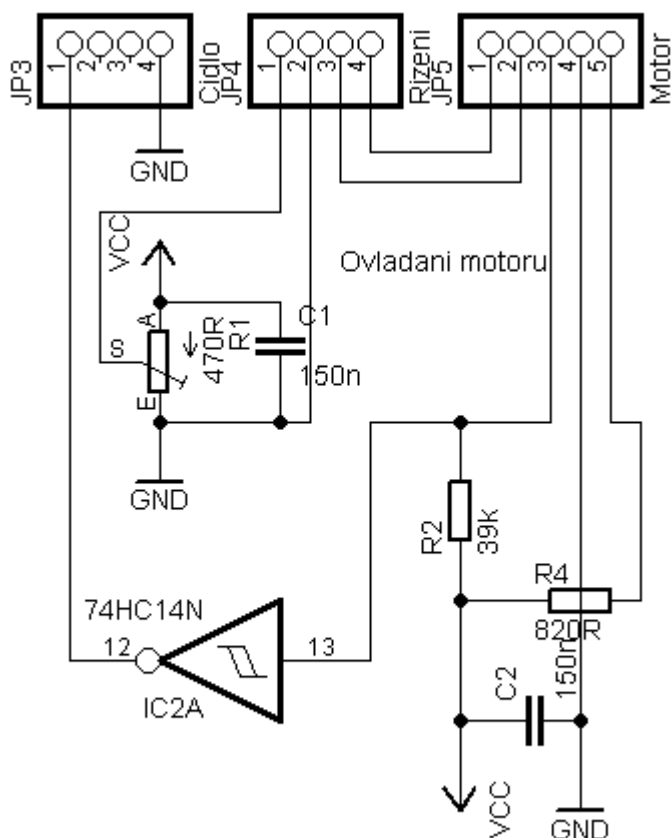 JP3
1
2
3
4
Cidlo
JP4
1
2
3
4
Rizeni
JP5
1
2
3
4
5
Motor
GND
VCC
Ovladani motoru
A
S
E
470R
R1
C1
150n
GND
R2
39k
R4
820R
74HC14N
12
13
IC2A
C2
150n
VCC
GND